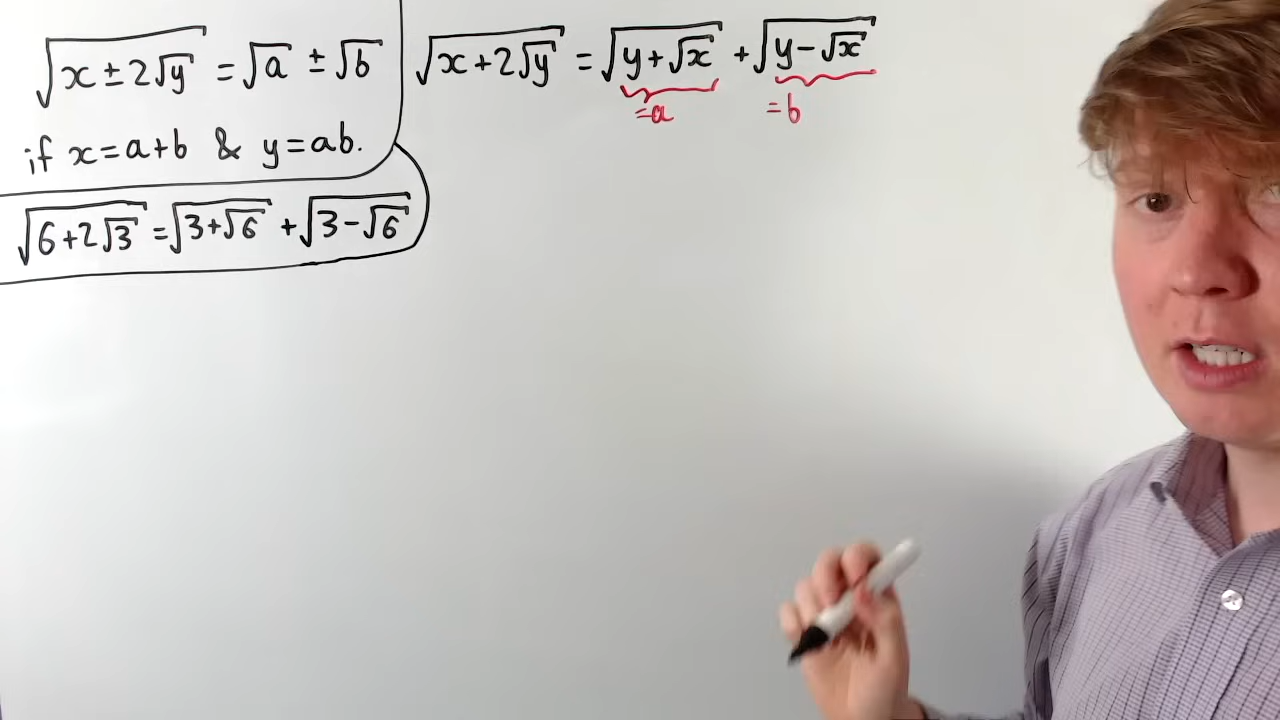 √(x ± 2√y) = √a ± √b
if x = a + b & y = ab.
√(6 + 2√3) = √(3 + √6) + √(3 − √6)
√(x + 2√y) = √(y + √x) + √(y − √x)
= a = b